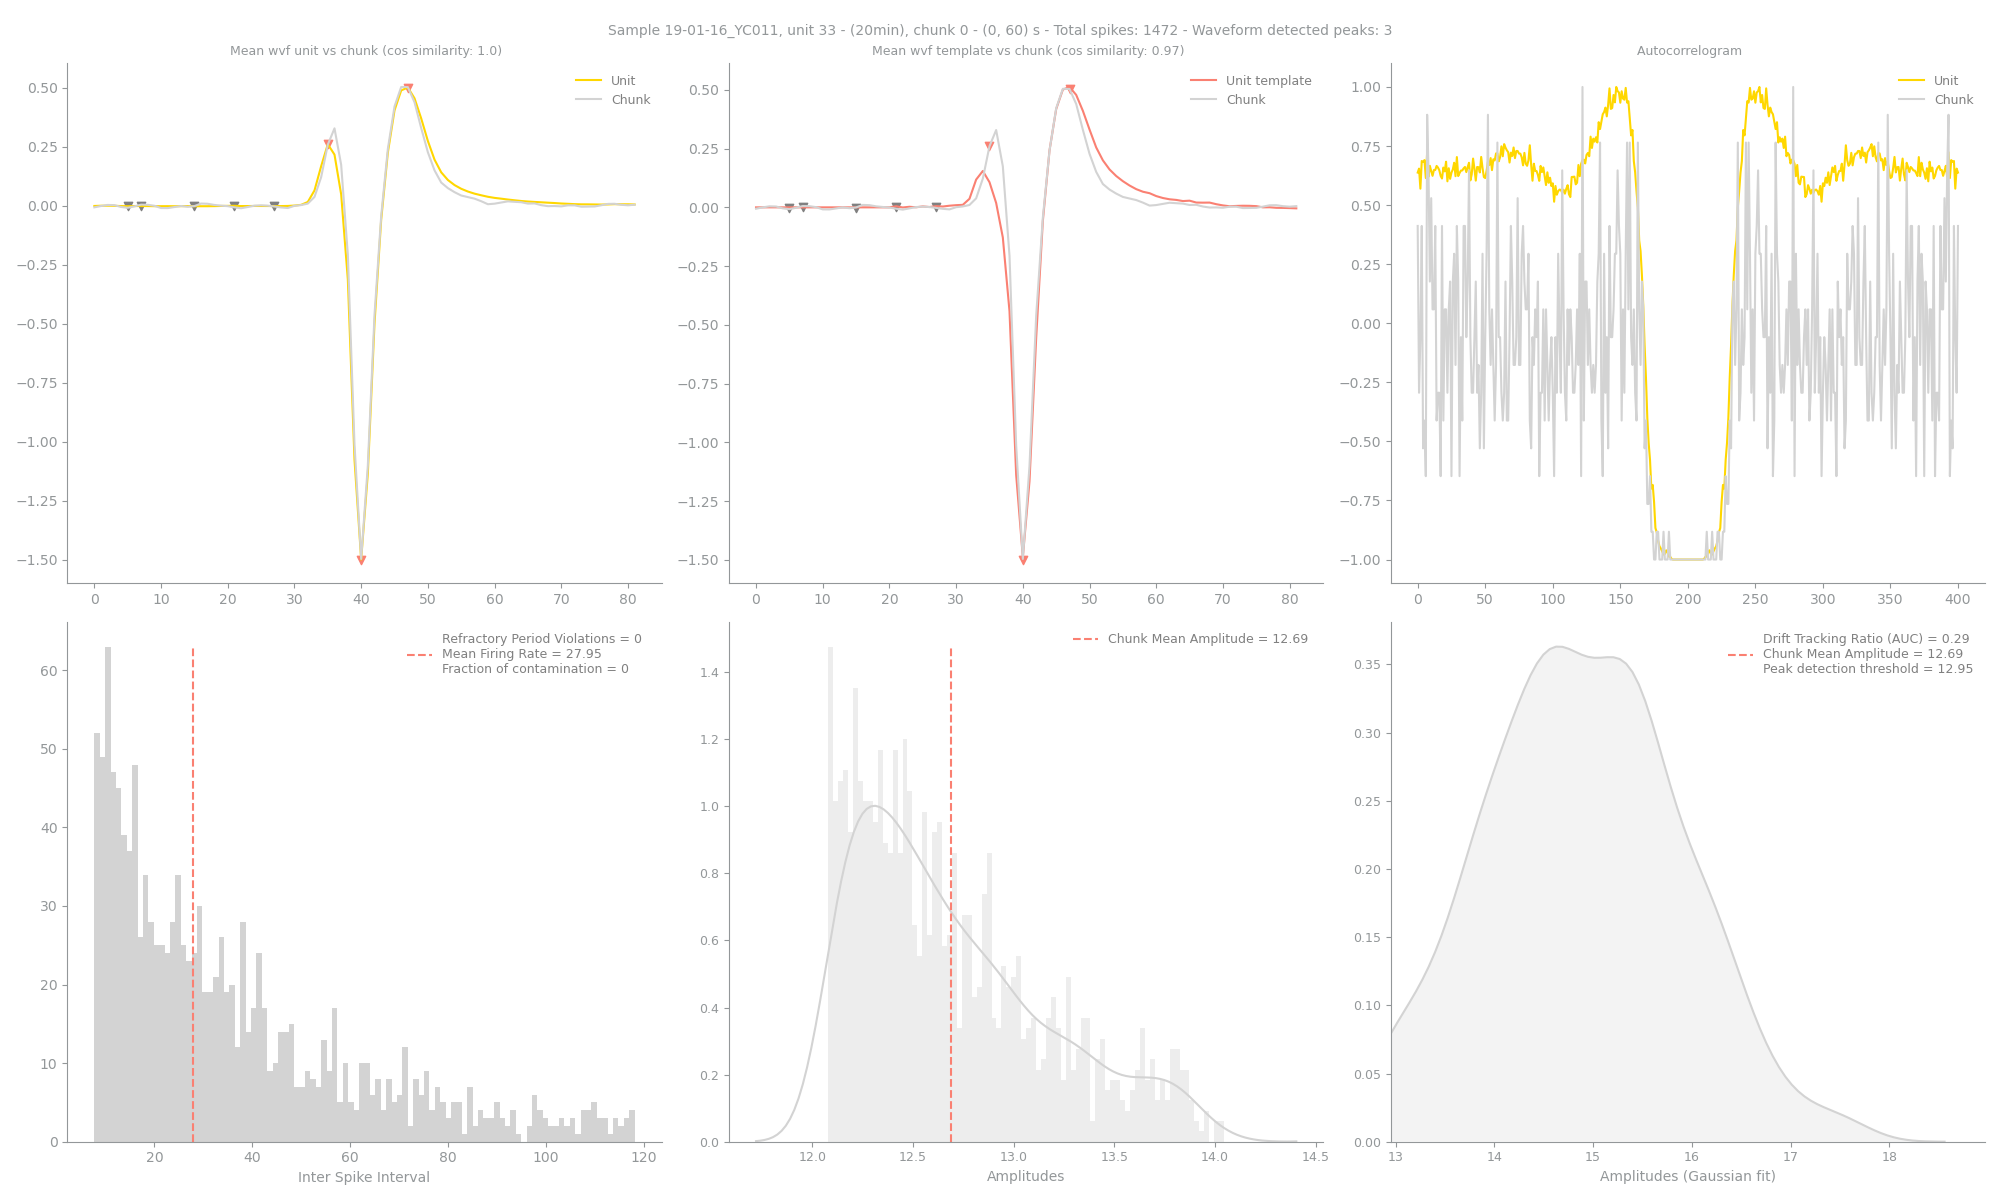 Sample 19-01-16_YC011, unit 33 - (20min), chunk 0 - (0, 60) s - Total spikes: 1472 - Waveform detected peaks: 3
Mean wvf unit vs chunk (cos similarity: 1.0)
Unit
Chunk
0.50
0.25
0.00
−0.25
−0.50
−0.75
−1.00
−1.25
−1.50
0 10 20 30 40 50 60 70 80
Mean wvf template vs chunk (cos similarity: 0.97)
Unit template
Chunk
0.50
0.25
0.00
−0.25
−0.50
−0.75
−1.00
−1.25
−1.50
0 10 20 30 40 50 60 70 80
Autocorrelogram
Unit
Chunk
1.00
0.75
0.50
0.25
0.00
−0.25
−0.50
−0.75
−1.00
0 50 100 150 200 250 300 350 400
Refractory Period Violations = 0
Mean Firing Rate = 27.95
Fraction of contamination = 0
60
50
40
30
20
10
0
20 40 60 80 100 120
Inter Spike Interval
Chunk Mean Amplitude = 12.69
1.4
1.2
1.0
0.8
0.6
0.4
0.2
0.0
12.0 12.5 13.0 13.5 14.0 14.5
Amplitudes
Drift Tracking Ratio (AUC) = 0.29
Chunk Mean Amplitude = 12.69
Peak detection threshold = 12.95
0.35
0.30
0.25
0.20
0.15
0.10
0.05
0.00
13 14 15 16 17 18
Amplitudes (Gaussian fit)